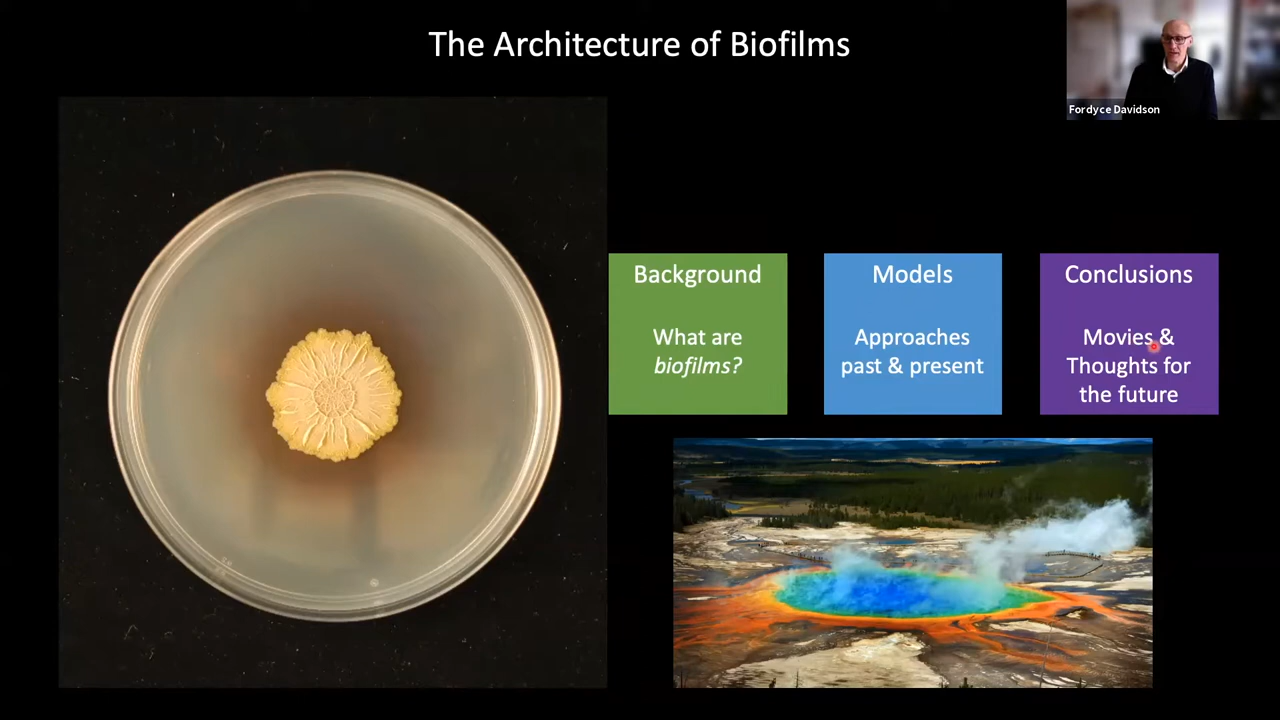 The Architecture of Biofilms
Fordyce Davidson
Background
What are
biofilms?
Models
Approaches
past & present
Conclusions
Movies &
Thoughts for
the future